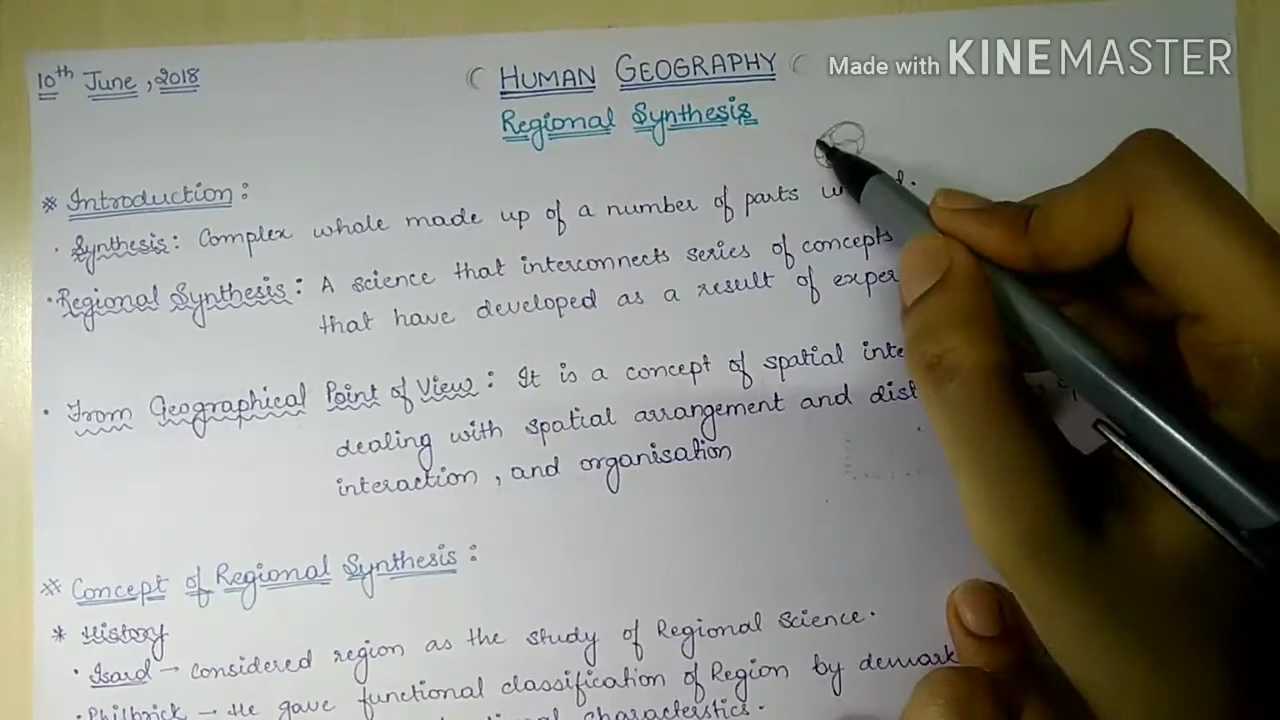 10th June, 2018
HUMAN GEOGRAPHY
Made with KINEMASTER
Regional Synthesis
* Introduction:
· Synthesis: Complex whole made up of a number of parts
· Regional Synthesis: A science that interconnects series of concepts
that have developed as a result of
· From Geographical Point of View: It is a concept of spatial
dealing with spatial arrangement and
interaction, and organisation
* Concept of Regional Synthesis:
* History
· Isard → considered region as the study of Regional Science.
· Philbrick → He gave functional classification of Region by
characteristics.